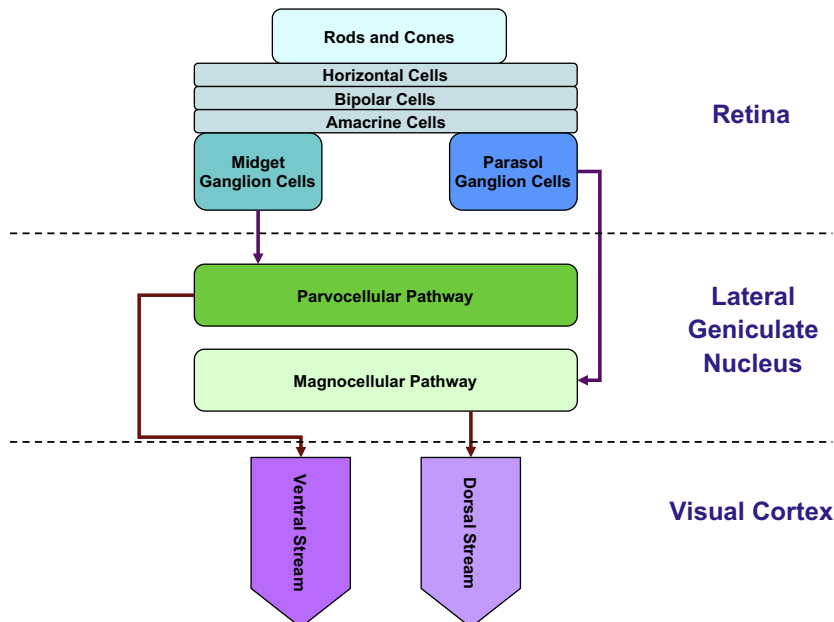 Rods and Cones
Horizontal Cells
Bipolar Cells
Amacrine Cells
Retina
Midget
Ganglion Cells
Parasol
Ganglion Cells
Parvocellular Pathway
Lateral
Geniculate
Nucleus
Magnocellular Pathway
Ventral Stream
Dorsal Stream
Visual Cortex